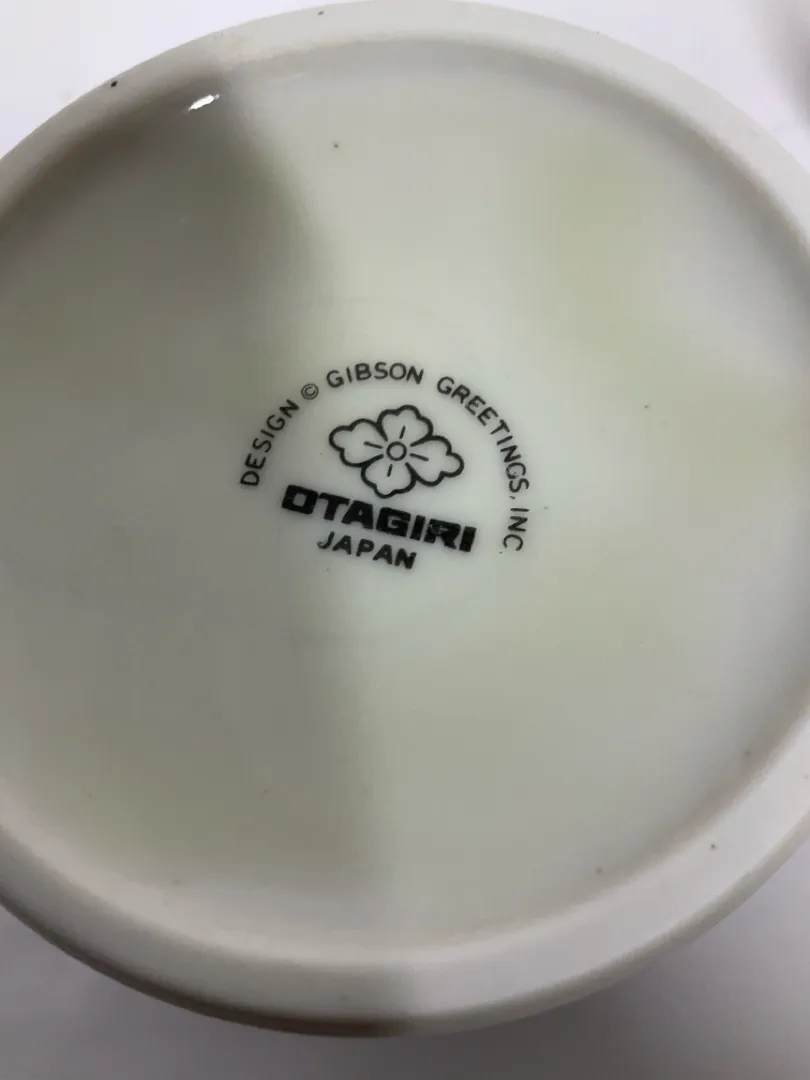 DESIGN © GIBSON GREETINGS, INC.
OTAGIRI
JAPAN